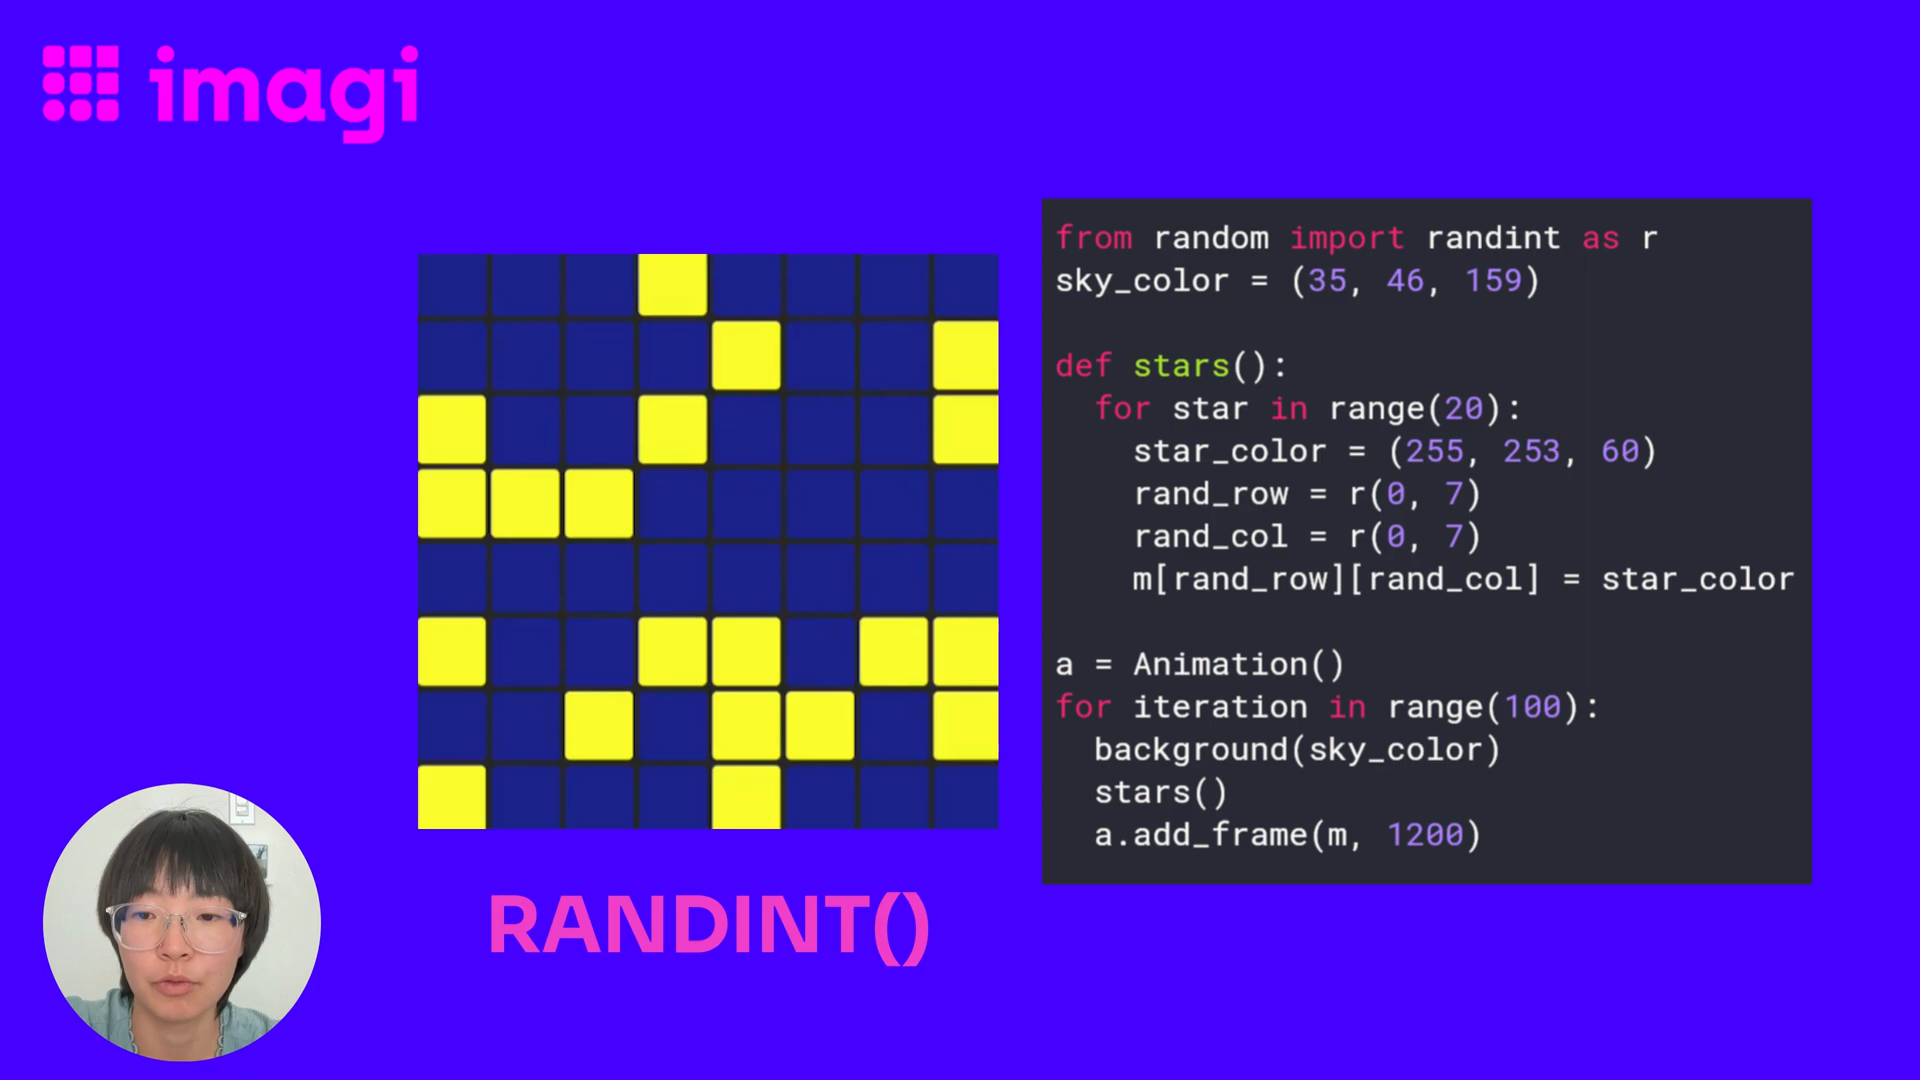 imagi
from random import randint as r
sky_color = (35, 46, 159)
def stars():
  for star in range(20):
    star_color = (255, 253, 60)
    rand_row = r(0, 7)
    rand_col = r(0, 7)
    m[rand_row][rand_col] = star_color
a = Animation()
for iteration in range(100):
  background(sky_color)
  stars()
  a.add_frame(m, 1200)
RANDINT()